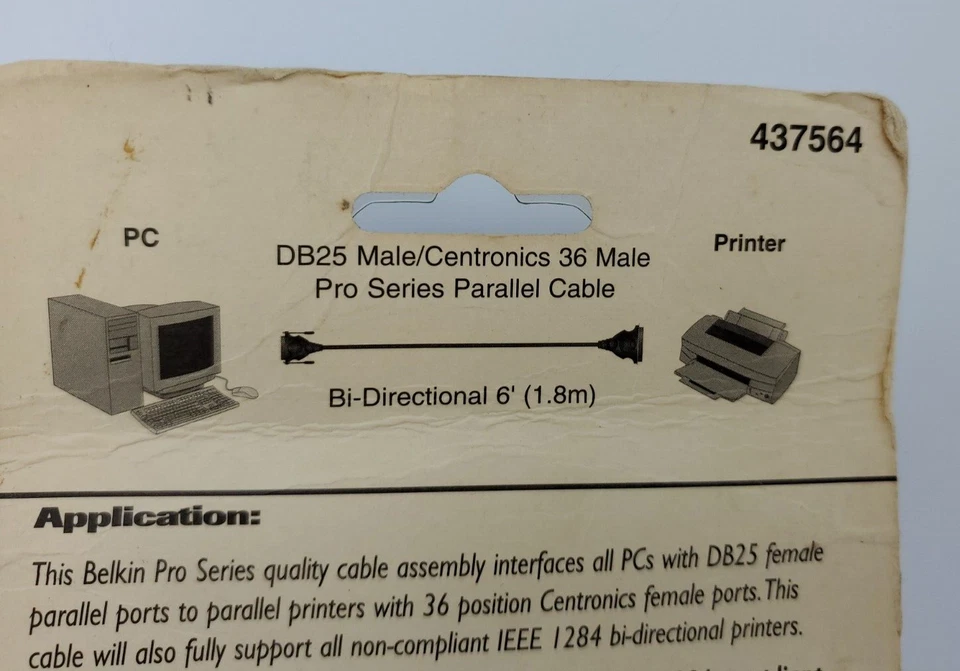 437564
PC
Printer
DB25 Male/Centronics 36 Male
Pro Series Parallel Cable
Bi-Directional 6' (1.8m)
Application:
This Belkin Pro Series quality cable assembly interfaces all PCs with DB25 female
parallel ports to parallel printers with 36 position Centronics female ports. This
cable will also fully support all non-compliant IEEE 1284 bi-directional printers.